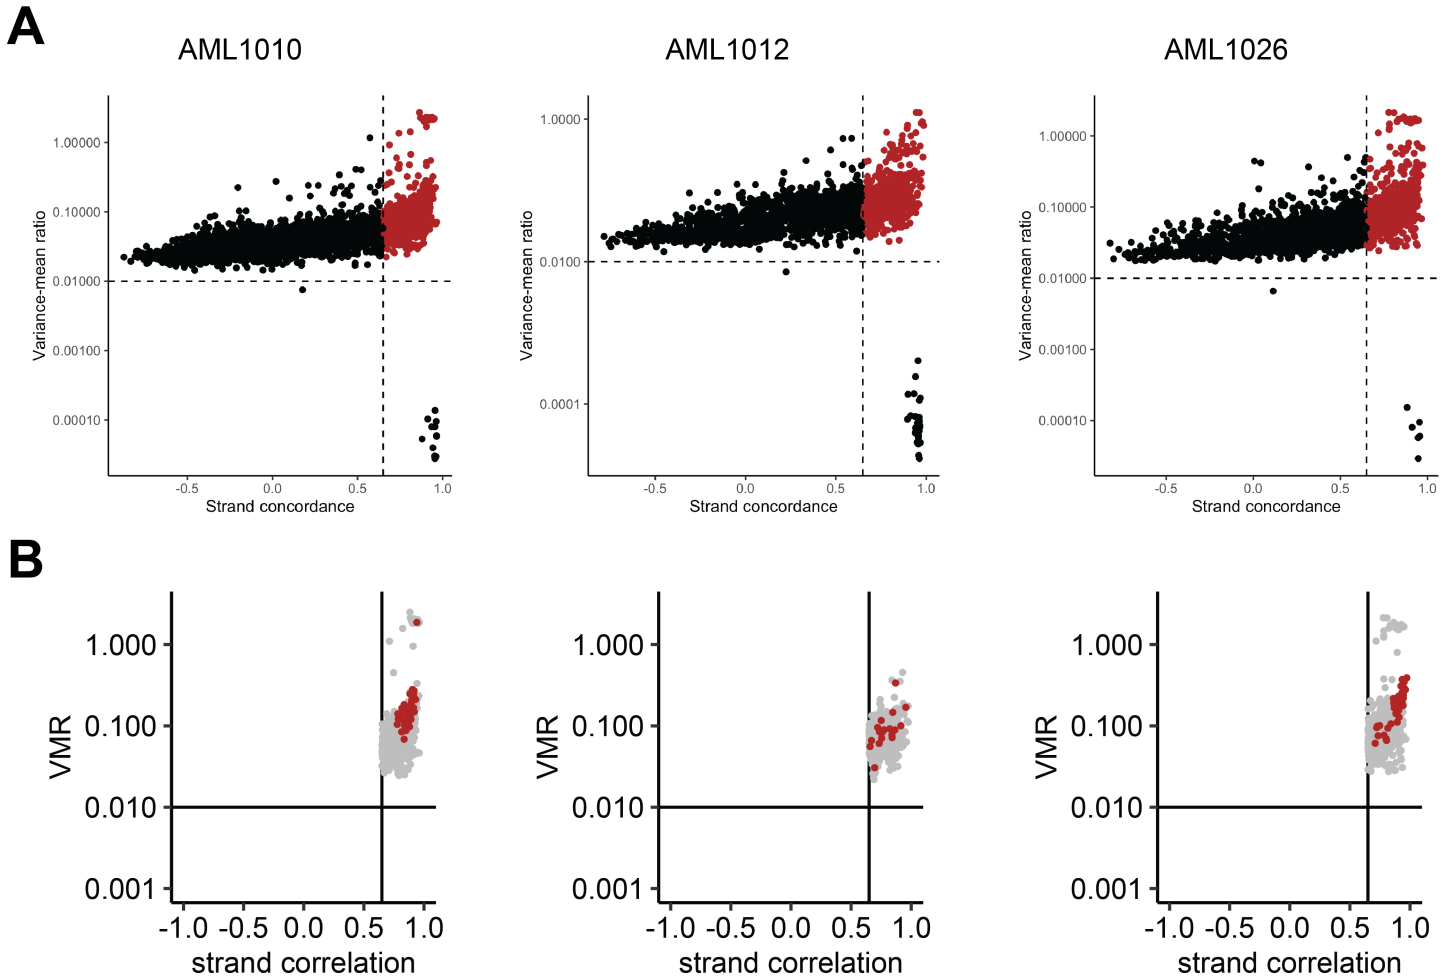 A
AML1010
AML1012
AML1026
Variance-mean ratio
1.00000
0.10000
0.01000
0.00100
0.00010
-0.5 0.0 0.5 1.0
Strand concordance
Variance-mean ratio
1.0000
0.0100
0.0001
-0.5 0.0 0.5 1.0
Strand concordance
Variance-mean ratio
1.00000
0.10000
0.01000
0.00100
0.00010
-0.5 0.0 0.5 1.0
Strand concordance
B
VMR
1.000
0.100
0.010
0.001
-1.0 -0.5 0.0 0.5 1.0
strand correlation
VMR
1.000
0.100
0.010
0.001
-1.0 -0.5 0.0 0.5 1.0
strand correlation
VMR
1.000
0.100
0.010
0.001
-1.0 -0.5 0.0 0.5 1.0
strand correlation